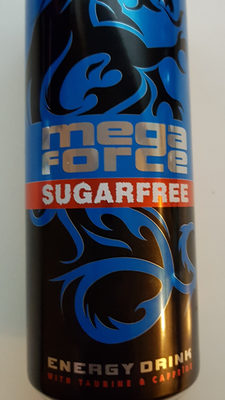 mega
force
SUGARFREE
ENERGY DRINK
WITH TAURINE & CAFFEINE